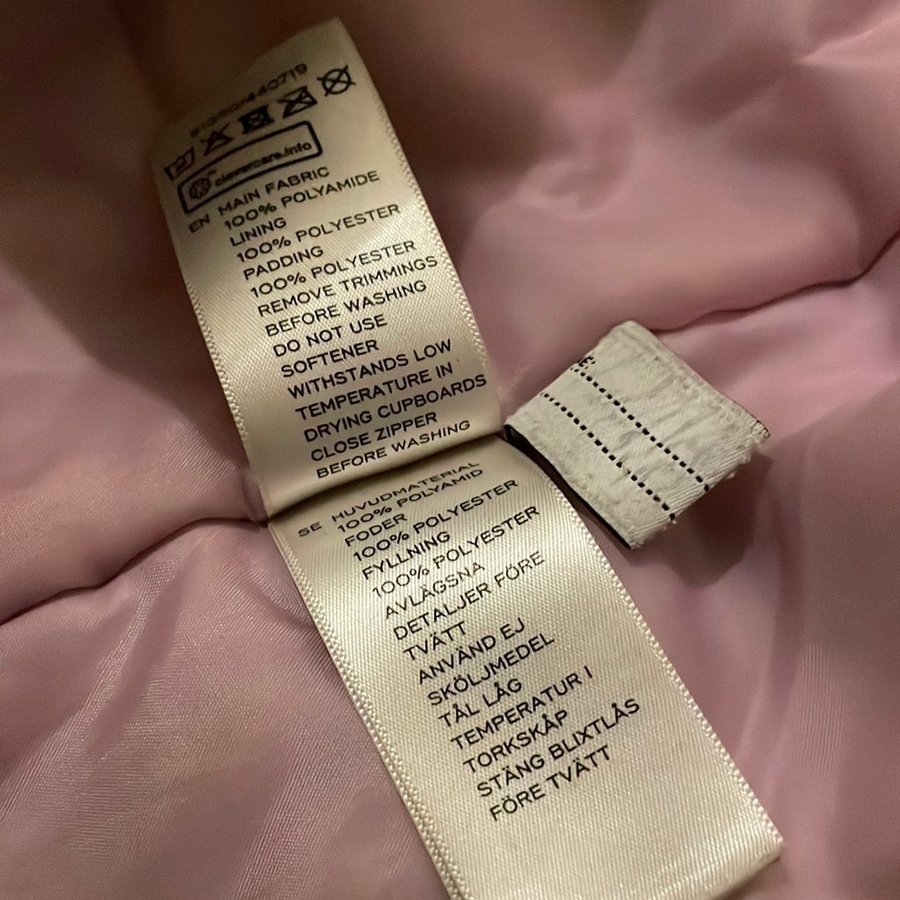 clevercare.info
EN MAIN FABRIC
100% POLYAMIDE
LINING
100% POLYESTER
PADDING
100% POLYESTER
REMOVE TRIMMINGS
BEFORE WASHING
DO NOT USE
SOFTENER
WITHSTANDS LOW
TEMPERATURE IN
DRYING CUPBOARDS
CLOSE ZIPPER
BEFORE WASHING
SE HUVUDMATERIAL
100% POLYAMID
FODER
100% POLYESTER
FYLLNING
100% POLYESTER
AVLÄGSNA
DETALJER FÖRE
TVÄTT
ANVÄND EJ
SKÖLJMEDEL
TÅL LÅG
TEMPERATUR I
TORKSKÅP
STÄNG BLIXTLÅS
FÖRE TVÄTT